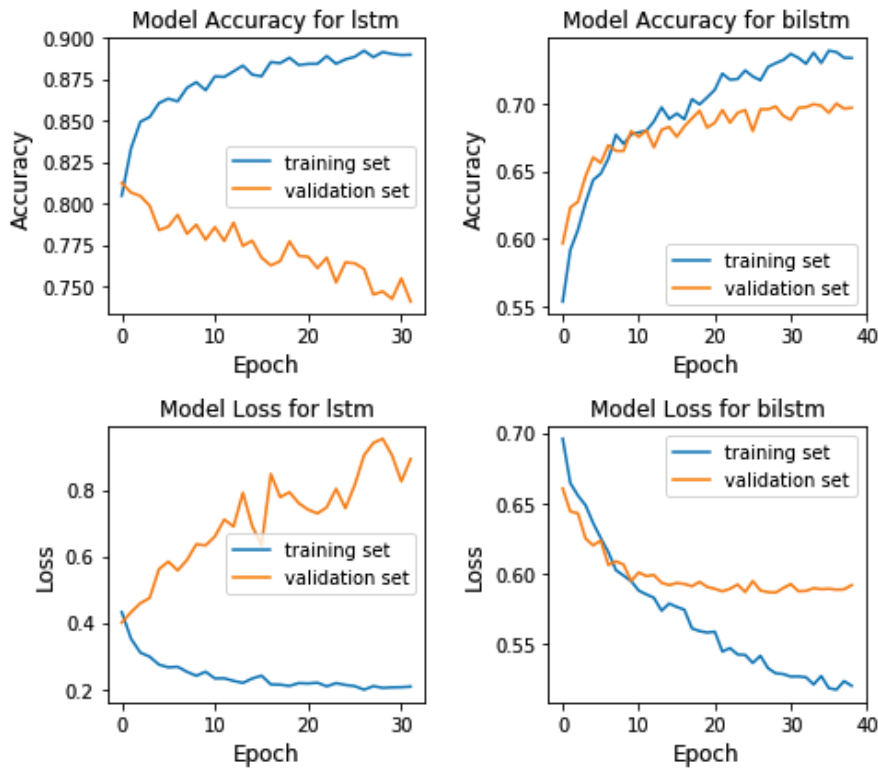 Model Accuracy for lstm
0.900
0.875
0.850
0.825
0.800
0.775
0.750
Accuracy
training set
validation set
0 10 20 30
Epoch
Model Accuracy for bilstm
0.70
0.65
0.60
0.55
Accuracy
training set
validation set
0 10 20 30 40
Epoch
Model Loss for lstm
0.8
0.6
0.4
0.2
Loss
training set
validation set
0 10 20 30
Epoch
Model Loss for bilstm
0.70
0.65
0.60
0.55
Loss
training set
validation set
0 10 20 30 40
Epoch